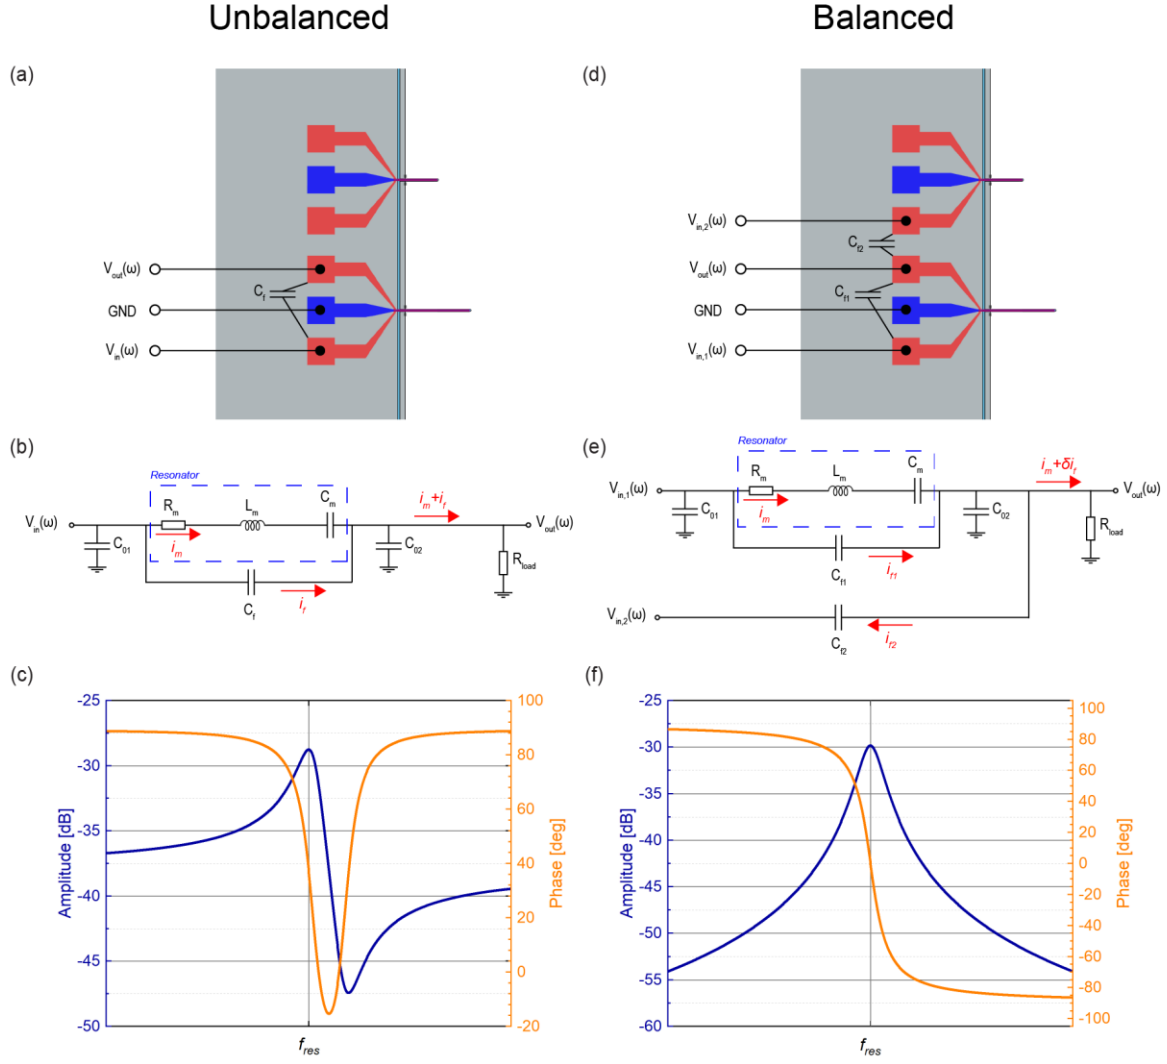 Unbalanced
Balanced
(a)
V_out(ω)
C_f
GND
V_in(ω)
(d)
V_in,2(ω)
C_f2
V_out(ω)
C_f1
GND
V_in,1(ω)
(b)
Resonator
R_m
L_m
C_m
i_m+i_f
V_in(ω)
V_out(ω)
C_01
i_m
C_02
R_load
C_f
i_f
(e)
Resonator
R_m
L_m
C_m
i_m+δi_f
V_in,1(ω)
V_out(ω)
C_01
i_m
C_02
R_load
C_f1
i_f1
V_in,2(ω)
C_f2
i_f2
(c)
-25
-30
-35
-40
-45
-50
Amplitude [dB]
100
80
60
40
20
0
-20
Phase [deg]
f_res
(f)
-25
-30
-35
-40
-45
-50
-55
-60
Amplitude [dB]
100
80
60
40
20
0
-20
-40
-60
-80
-100
Phase [deg]
f_res